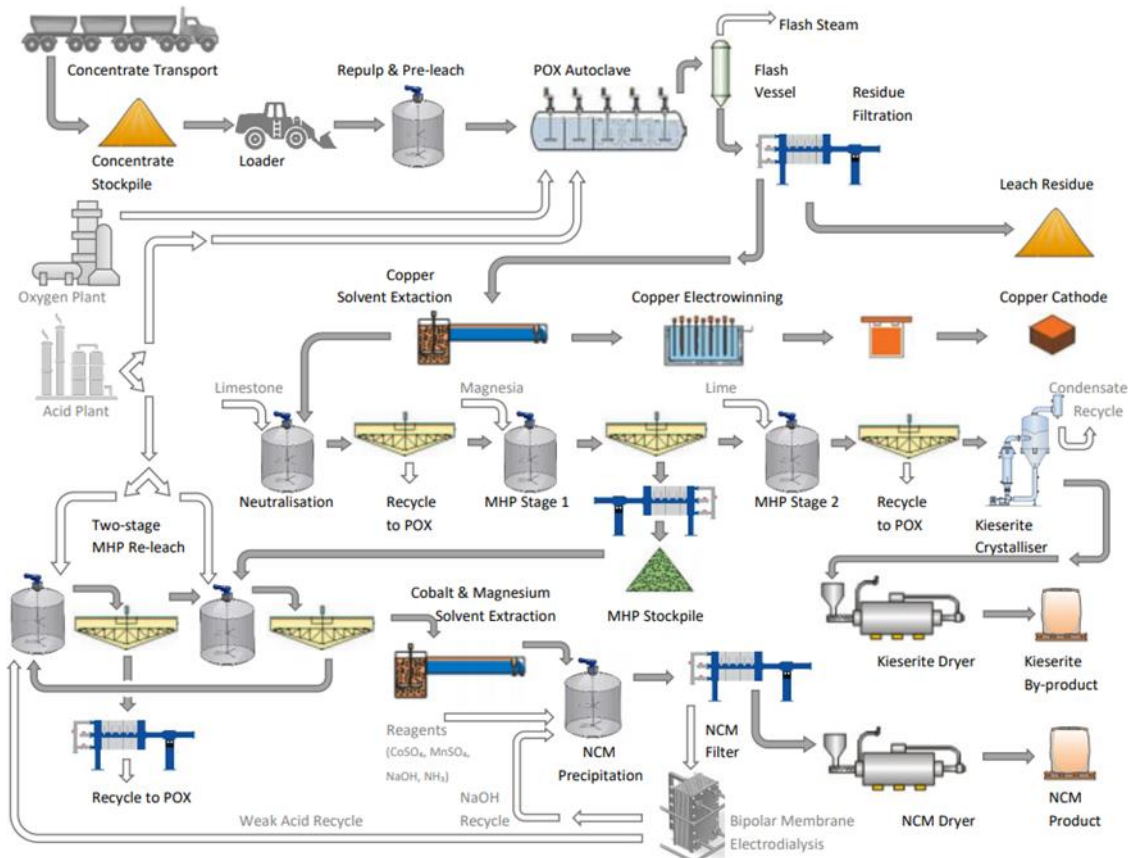 Flash Steam
Concentrate Transport
Repulp & Pre-leach
POX Autoclave
Flash
Vessel
Residue
Filtration
Concentrate
Stockpile
Loader
Leach Residue
Oxygen Plant
Copper
Solvent Extaction
Copper Electrowinning
Copper Cathode
Acid Plant
Limestone
Magnesia
Lime
Condensate
Recycle
Neutralisation
Recycle
to POX
MHP Stage 1
MHP Stage 2
Recycle
to POX
Kieserite
Crystalliser
Two-stage
MHP Re-leach
MHP Stockpile
Cobalt & Magnesium
Solvent Extraction
Kieserite Dryer
Kieserite
By-product
Reagents
(CoSO₄, MnSO₄,
NaOH, NH₃)
NCM
Precipitation
NCM
Filter
Recycle to POX
NaOH
Recycle
Weak Acid Recycle
Bipolar Membrane
Electrodialysis
NCM Dryer
NCM
Product